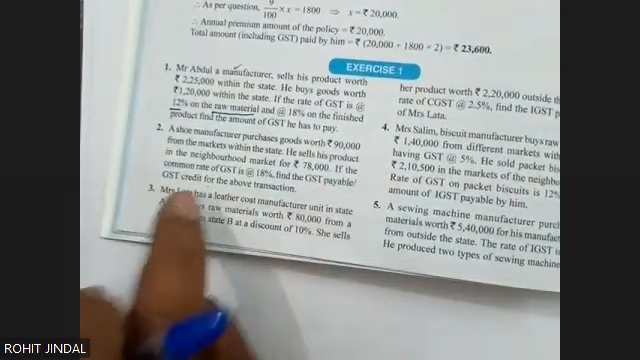 ∴ As per question, 9/100 × x = 1800 ⇒ x = ₹ 20,000.
∴ Annual premium amount of the policy = ₹ 20,000.
Total amount (including GST) paid by him = ₹ (20,000 + 1800 × 2) = ₹ 23,600.
EXERCISE 1
1. Mr Abdul a manufacturer, sells his product worth
₹ 2,25,000 within the state. He buys goods worth
₹1,20,000 within the state. If the rate of GST is @
12% on the raw material and @ 18% on the finished
product find the amount of GST he has to pay.
2. A shoe manufacturer purchases goods worth ₹ 90,000
from the markets within the state. He sells his product
in the neighbourhood market for ₹ 78,000. If the
common rate of GST is @ 18%, find the GST payable/
GST credit for the above transaction.
3. Mrs has a leather coat manufacturer unit in state
raw materials worth ₹ 80,000 from a
state B at a discount of 10%. She sells
her product worth ₹ 2,20,000 outside
rate of CGST @ 2.5%, find the IGST
of Mrs Lata.
4. Mrs Salim, biscuit manufacturer buys raw
₹ 1,40,000 from different markets
having GST @ 5%. He sold packet
₹ 2,10,500 in the markets of the
Rate of GST on packet biscuits is 12%
amount of IGST payable by him.
5. A sewing machine manufacturer
materials worth ₹ 5,40,000 for his
from outside the state. The rate of IGST
He produced two types of sewing
ROHIT JINDAL